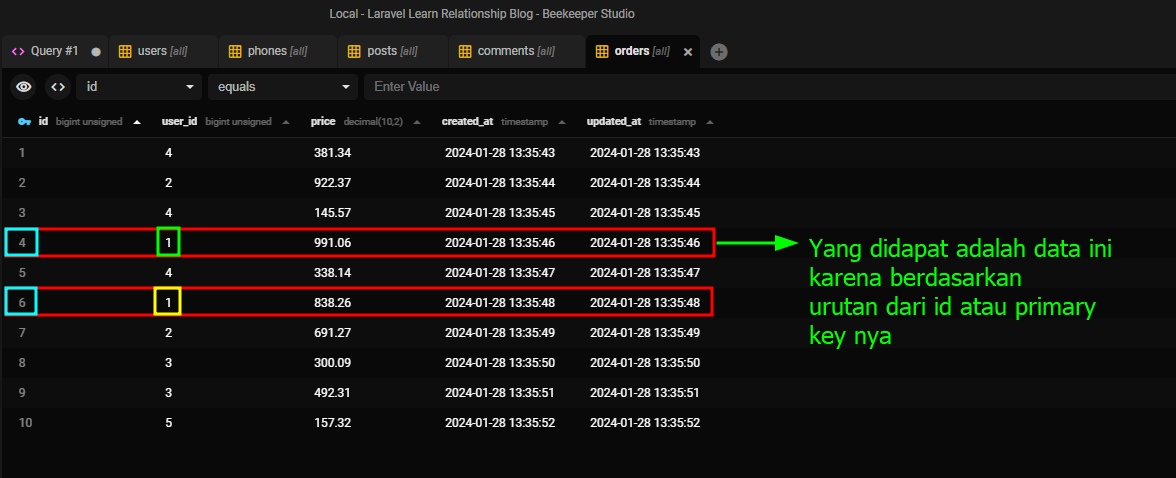 Local - Laravel Learn Relationship Blog - Beekeeper Studio
Query #1 users [all] phones [all] posts [all] comments [all] orders [all]
id equals Enter Value
id bigint unsigned user_id bigint unsigned price decimal(10,2) created_at timestamp updated_at timestamp
1 4 381.34 2024-01-28 13:35:43 2024-01-28 13:35:43
2 2 922.37 2024-01-28 13:35:44 2024-01-28 13:35:44
3 4 145.57 2024-01-28 13:35:45 2024-01-28 13:35:45
4 1 991.06 2024-01-28 13:35:46 2024-01-28 13:35:46
5 4 338.14 2024-01-28 13:35:47 2024-01-28 13:35:47
6 1 838.26 2024-01-28 13:35:48 2024-01-28 13:35:48
7 2 691.27 2024-01-28 13:35:49 2024-01-28 13:35:49
8 3 300.09 2024-01-28 13:35:50 2024-01-28 13:35:50
9 3 492.31 2024-01-28 13:35:51 2024-01-28 13:35:51
10 5 157.32 2024-01-28 13:35:52 2024-01-28 13:35:52
Yang didapat adalah data ini
karena berdasarkan
urutan dari id atau primary
key nya